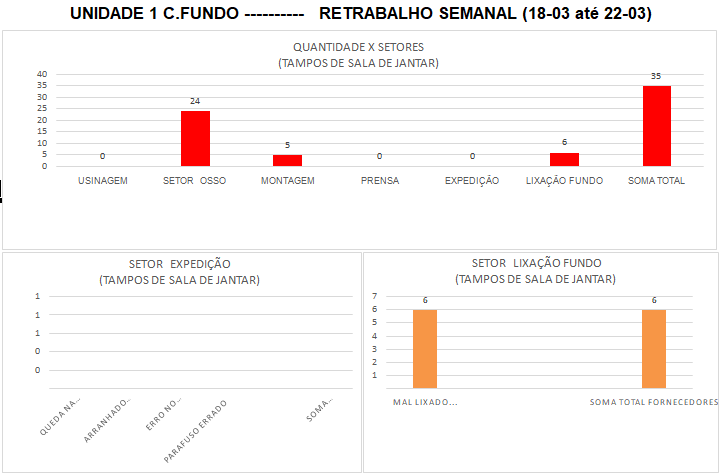 UNIDADE 1 C.FUNDO ---------- RETRABALHO SEMANAL (18-03 até 22-03)
QUANTIDADE X SETORES
(TAMPOS DE SALA DE JANTAR)
40
35
30
25
20
15
10
5
0
0
24
5
0
0
6
35
USINAGEM
SETOR OSSO
MONTAGEM
PRENSA
EXPEDIÇÃO
LIXAÇÃO FUNDO
SOMA TOTAL
SETOR EXPEDIÇÃO
(TAMPOS DE SALA DE JANTAR)
1
1
1
0
0
QUEDA NA...
ARRANHADO...
ERRO NO...
PARAFUSO ERRADO
SOMA...
SETOR LIXAÇÃO FUNDO
(TAMPOS DE SALA DE JANTAR)
7
6
5
4
3
2
1
6
6
MAL LIXADO...
SOMA TOTAL FORNECEDORES